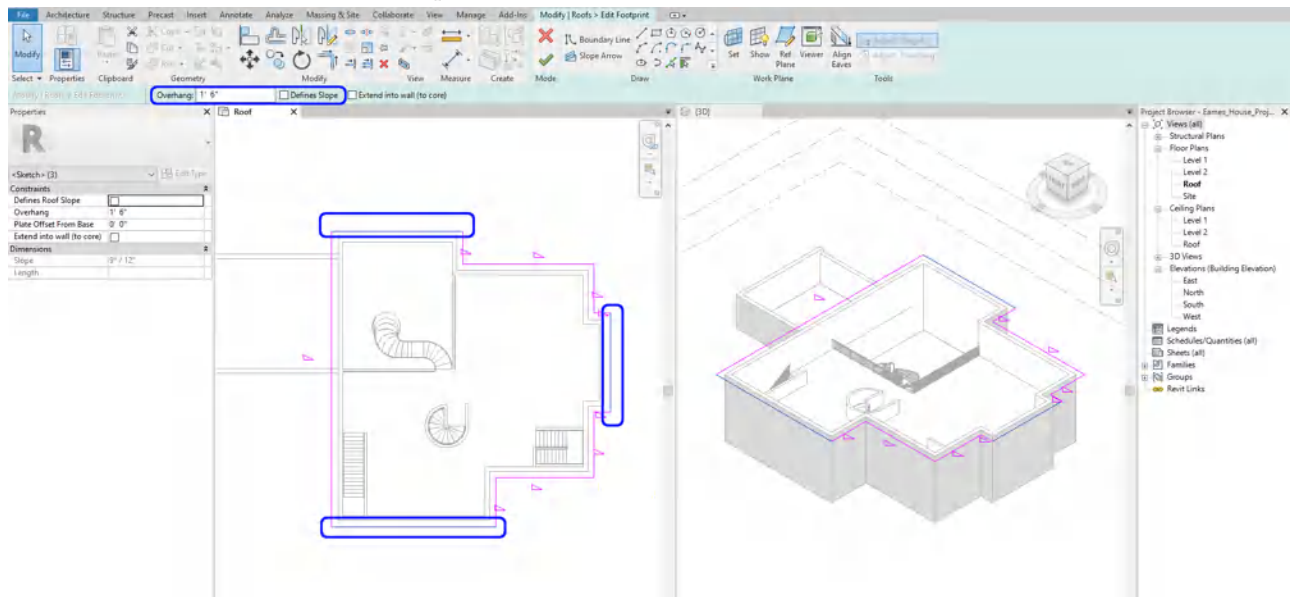 File Architecture Structure Precast Insert Annotate Analyze Massing & Site Collaborate View Manage Add-Ins Modify | Roofs > Edit Footprint
Modify
Boundary Line
Slope Arrow
Set Show Ref Plane Viewer Align Eaves
Select Properties Clipboard Geometry Modify View Measure Create Mode Draw Work Plane Tools
Overhang: 1' 6" Defines Slope Extend into wall (to core)
Properties X
Roof X
{3D}
Project Browser - Eames_House_Proj... X
R
<Sketch> (3) Edit Type
Constraints
Defines Roof Slope
Overhang 1' 6"
Plate Offset From Base 0' 0"
Extend into wall (to core)
Dimensions
Slope 9" / 12"
Length
Views (all)
Structural Plans
Floor Plans
Level 1
Level 2
Roof
Site
Ceiling Plans
Level 1
Level 2
Roof
3D Views
Elevations (Building Elevation)
East
North
South
West
Legends
Schedules/Quantities (all)
Sheets (all)
Families
Groups
Revit Links